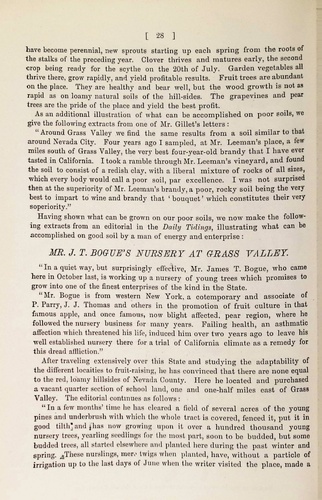 [ 28 ]
have become perennial, new sprouts starting up each spring from the roots of
the stalks of the preceding year. Clover thrives and matures early, the second
crop being ready for the scythe on the 20th of July. Garden vegetables all
thrive there, grow rapidly, and yield profitable results. Fruit trees are abundant
on the place. They are healthy and bear well, but the wood growth is not as
rapid as on loamy natural soils of the hill-sides. The grapevines and pear
trees are the pride of the place and yield the best profit.
As an additional illustration of what can be accomplished on poor soils, we
give the following extracts from one of Mr. Gillet's letters:
"Around Grass Valley we find the same results from a soil similar to that
around Nevada City. Four years ago I sampled, at Mr. Leeman's place, a few
miles south of Grass Valley, the very best four-year-old brandy that I have ever
tasted in California. I took a ramble through Mr. Leeman's vineyard, and found
the soil to consist of a redish clay, with a liberal mixture of rocks of all sizes,
which every body would call a poor soil, par excellence. I was not surprised
then at the superiority of Mr. Leeman's brandy, a poor, rocky soil being the very
best to impart to wine and brandy that 'bouquet' which constitutes their very
superiority."
Having shown what can be grown on our poor soils, we now make the follow-
ing extracts from an editorial in the Daily Tidings, illustrating what can be
accomplished on good soil by a man of energy and enterprise:
MR. J. T. BOGUE'S NURSERY AT GRASS VALLEY.
"In a quiet way, but surprisingly effective, Mr. James T. Bogue, who came
here in October last, is working up a nursery of young trees which promises to
grow into one of the finest enterprises of the kind in the State.
"Mr. Bogue is from western New York, a cotemporary and associate of
P. Parry, J. J. Thomas and others in the promotion of fruit culture in that
famous apple, and once famous, now blight affected, pear region, where he
followed the nursery business for many years. Failing health, an asthmatic
affection which threatened his life, induced him over two years ago to leave his
well established nursery there for a trial of California climate as a remedy for
this dread affliction."
After traveling extensively over this State and studying the adaptability of
the different locaities to fruit-raising, he has convinced that there are none equal
to the red, loamy hillsides of Nevada County. Here he located and purchased
a vacant quarter section of school land, one and one-half miles east of Grass
Valley. The editorial continues as follows:
"In a few months' time he has cleared a field of several acres of the young
pines and underbrush with which the whole tract is covered, fenced it, put it in
good tilth, and has now growing upon it over a hundred thousand young
nursery trees, yearling seedlings for the most part, soon to be budded, but some
budded trees, all started elsewhere and planted here during the past winter and
spring. These nurslings, mere twigs when planted, have, without a particle of
irrigation up to the last days of June when the writer visited the place, made a